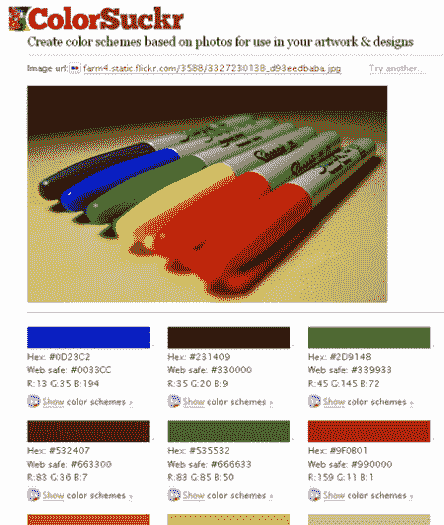 ColorSuckr
Create color schemes based on photos for use in your artwork & designs
Image url: farm4.static.flickr.com/3588/3327230138_d93eedbaba.jpg Try another...
Hex: #0D23C2 Hex: #231409 Hex: #2D9148
Web safe: #0033CC Web safe: #330000 Web safe: #339933
R:13 G:35 B:194 R:35 G:20 B:9 R:45 G:145 B:72
Show color schemes » Show color schemes » Show color schemes »
Hex: #532407 Hex: #535532 Hex: #9F0B01
Web safe: #663300 Web safe: #666633 Web safe: #990000
R:83 G:36 B:7 R:83 G:85 B:50 R:159 G:11 B:1
Show color schemes » Show color schemes » Show color schemes »